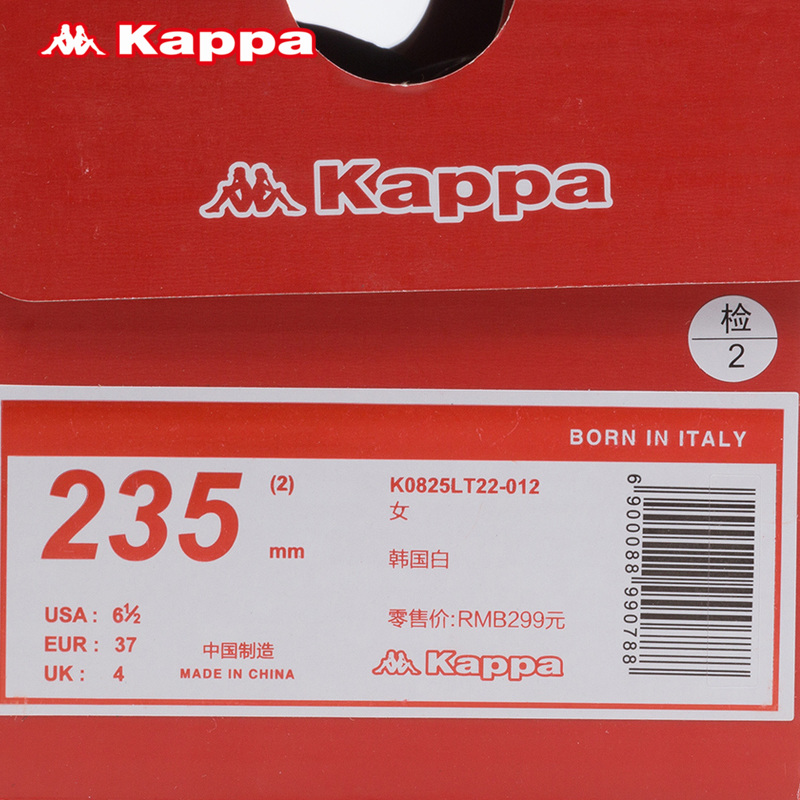 Kappa
Kappa
检
2
BORN IN ITALY
235 (2) mm
K0825LT22-012
女
韩国白
零售价:RMB299元
Kappa
USA: 6½
EUR: 37
UK: 4
中国制造
MADE IN CHINA
6900088990788